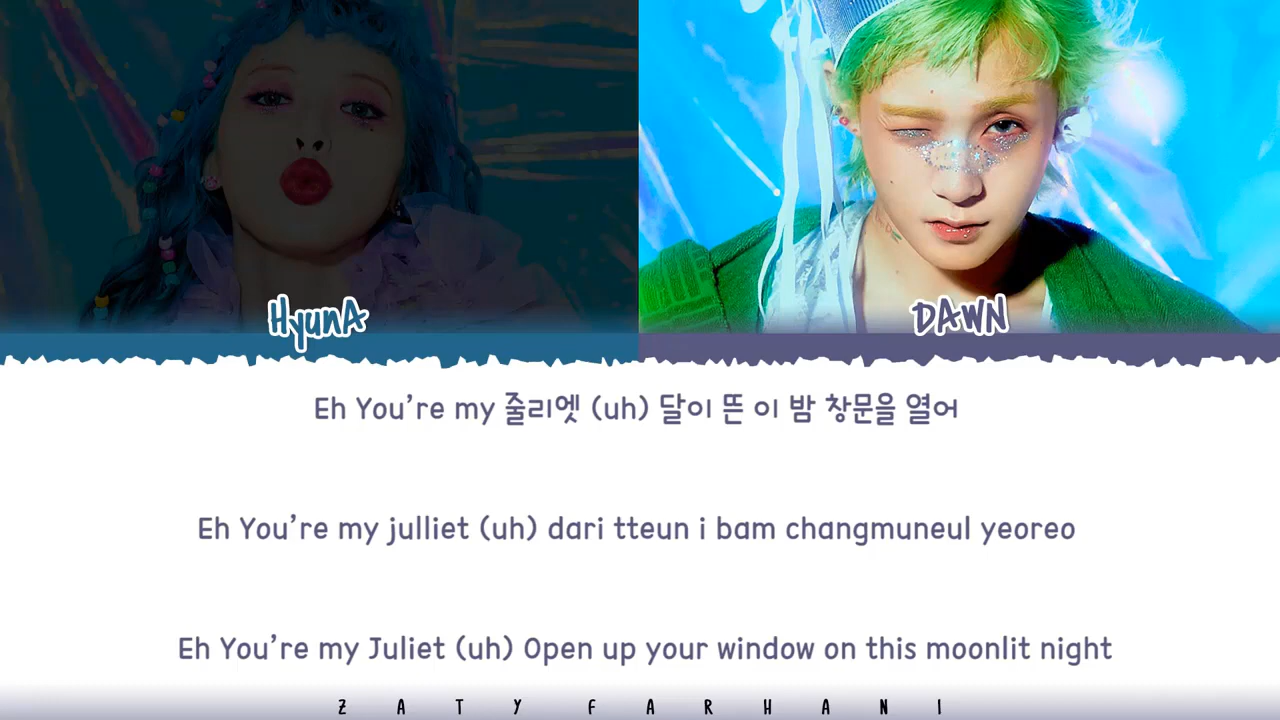 HyunA
DAWN
Eh You’re my 줄리엣 (uh) 달이 뜬 이 밤 창문을 열어
Eh You’re my julliet (uh) dari tteun i bam changmuneul yeoreo
Eh You’re my Juliet (uh) Open up your window on this moonlit night
ZATY FARHANI